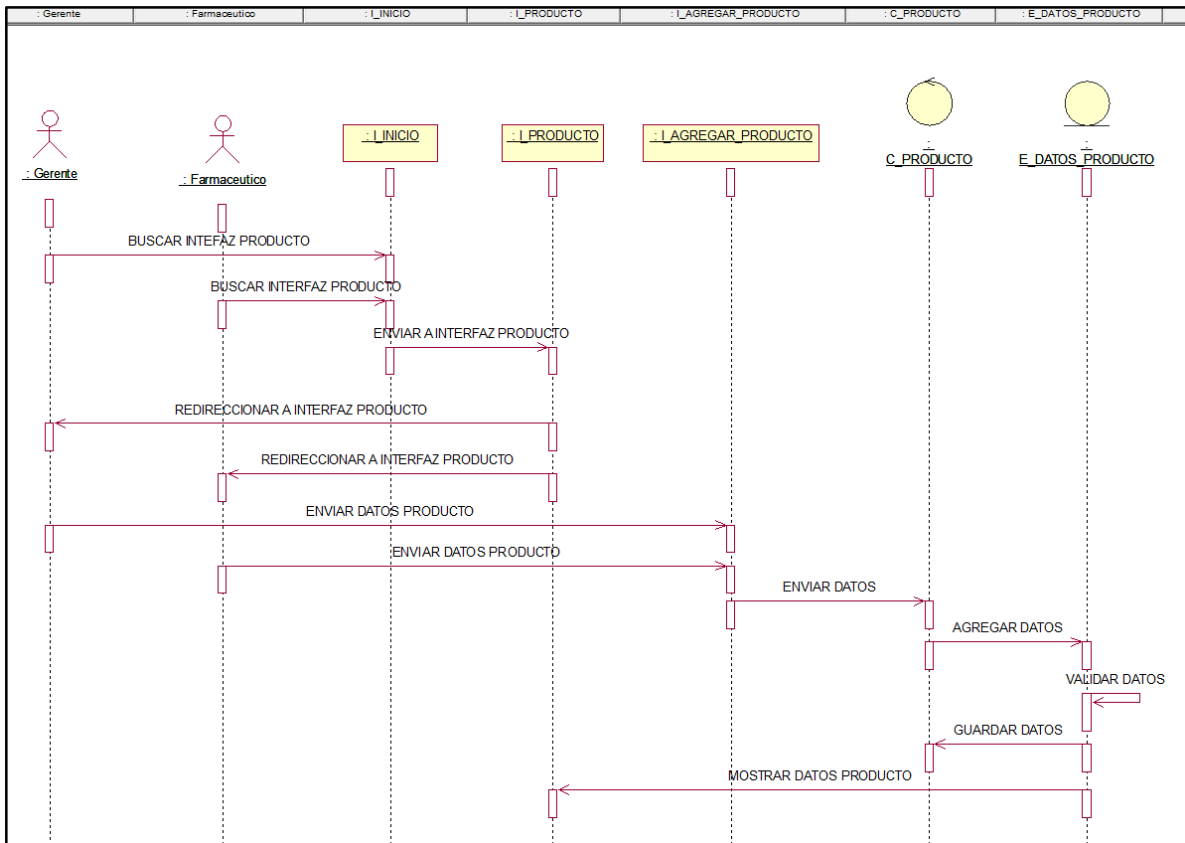 : Gerente
: Farmaceutico
: I_INICIO
: I_PRODUCTO
: I_AGREGAR_PRODUCTO
: C_PRODUCTO
: E_DATOS_PRODUCTO
: Gerente
: Farmaceutico
: I_INICIO
: I_PRODUCTO
: I_AGREGAR_PRODUCTO
:
C_PRODUCTO
:
E_DATOS_PRODUCTO
BUSCAR INTEFAZ PRODUCTO
BUSCAR INTERFAZ PRODUCTO
ENVIAR A INTERFAZ PRODUCTO
REDIRECCIONAR A INTERFAZ PRODUCTO
REDIRECCIONAR A INTERFAZ PRODUCTO
ENVIAR DATOS PRODUCTO
ENVIAR DATOS PRODUCTO
ENVIAR DATOS
AGREGAR DATOS
VALIDAR DATOS
GUARDAR DATOS
MOSTRAR DATOS PRODUCTO